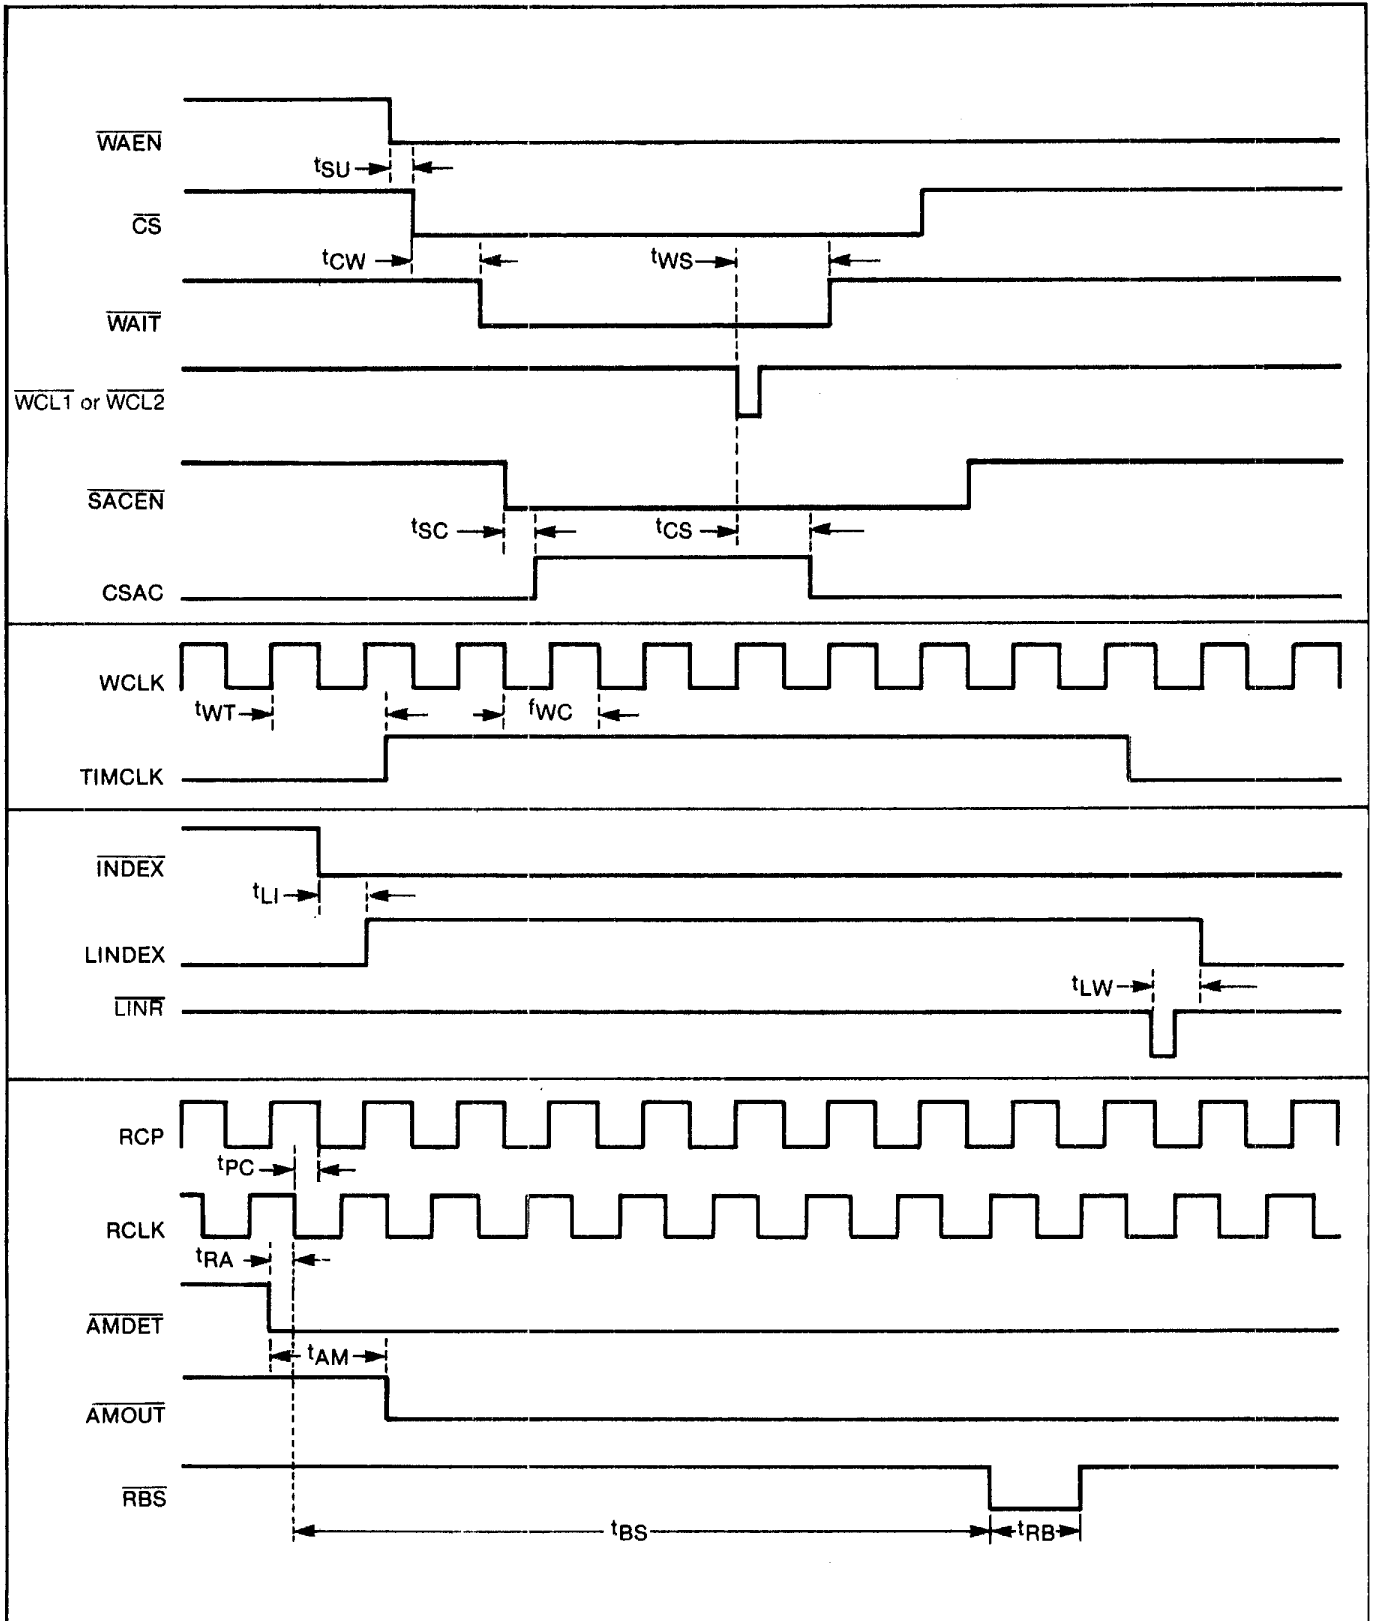 WAEN
tSU
CS
tCW tWS
WAIT
WCL1 or WCL2
SACEN
tSC tCS
CSAC
WCLK
tWT fWC
TIMCLK
INDEX
tLI
LINDEX
tLW
LINR
RCP
tPC
RCLK
tRA
AMDET
tAM
AMOUT
RBS
tBS tRB